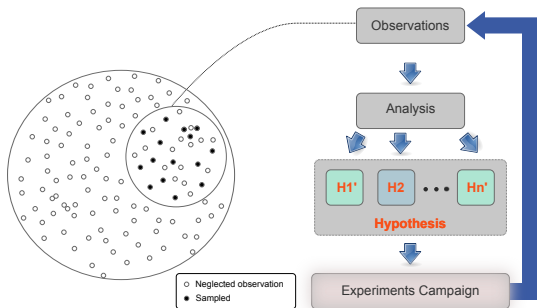 Observations
Analysis
H1' H2 • • • Hn'
Hypothesis
Experiments Campaign
Neglected observation
Sampled